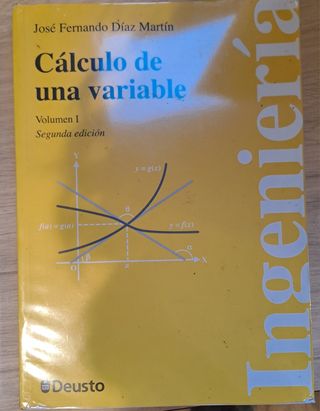 José Fernando Díaz Martín
Cálculo de
una variable
Volumen I
Segunda edición
Ingeniería
Y
y = g(x)
θ
f(a) = g(a)
y = f(x)
β
α
O
a
X
Deusto